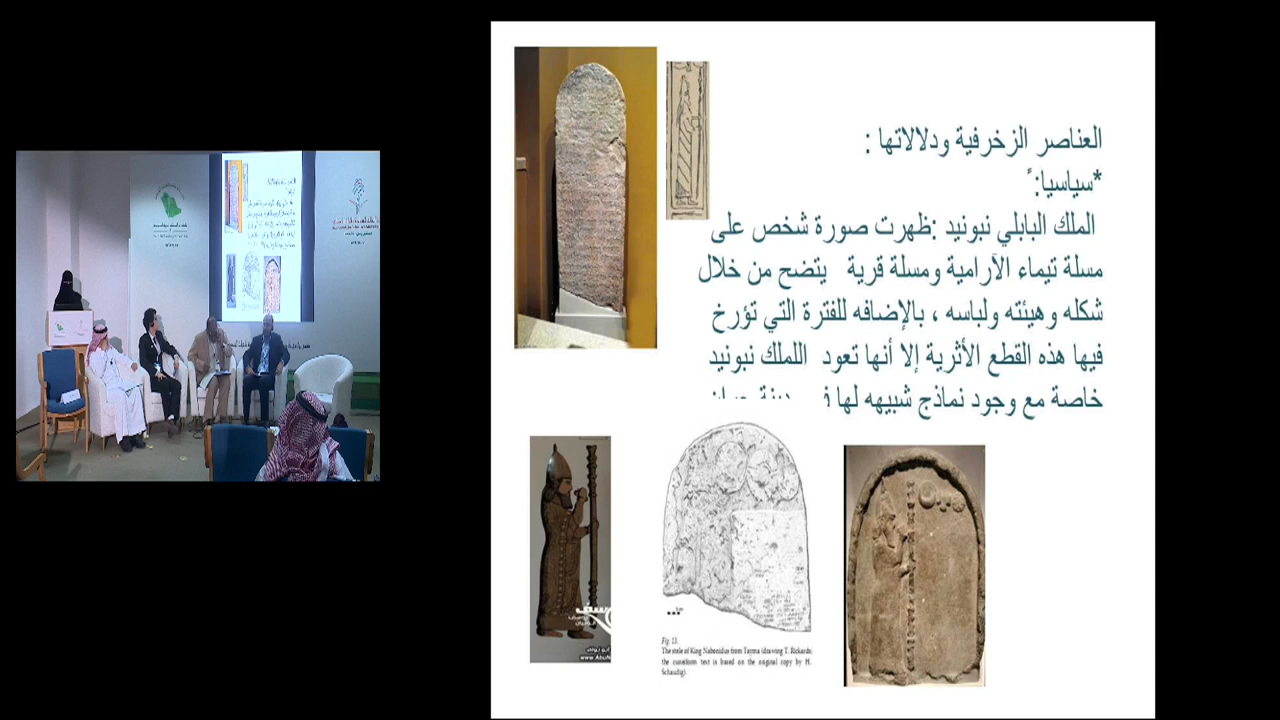 العناصر الزخرفية ودلالاتها :
*سياسيا:ً
الملك البابلي نبونيد :ظهرت صورة شخص على
مسلة تيماء الآرامية ومسلة قرية يتضح من خلال
شكله وهيئته ولباسه ، بالإضافه للفترة التي تؤرخ
فيها هذه القطع الأثرية إلا أنها تعود اللملك نبونيد
خاصة مع وجود نماذج شبيهه لها
Fig. 13.
The stele of King Nabonidus from Tayma (drawing T. Rickards;
the cuneiform text is based on the original copy by H.
Schaudig).